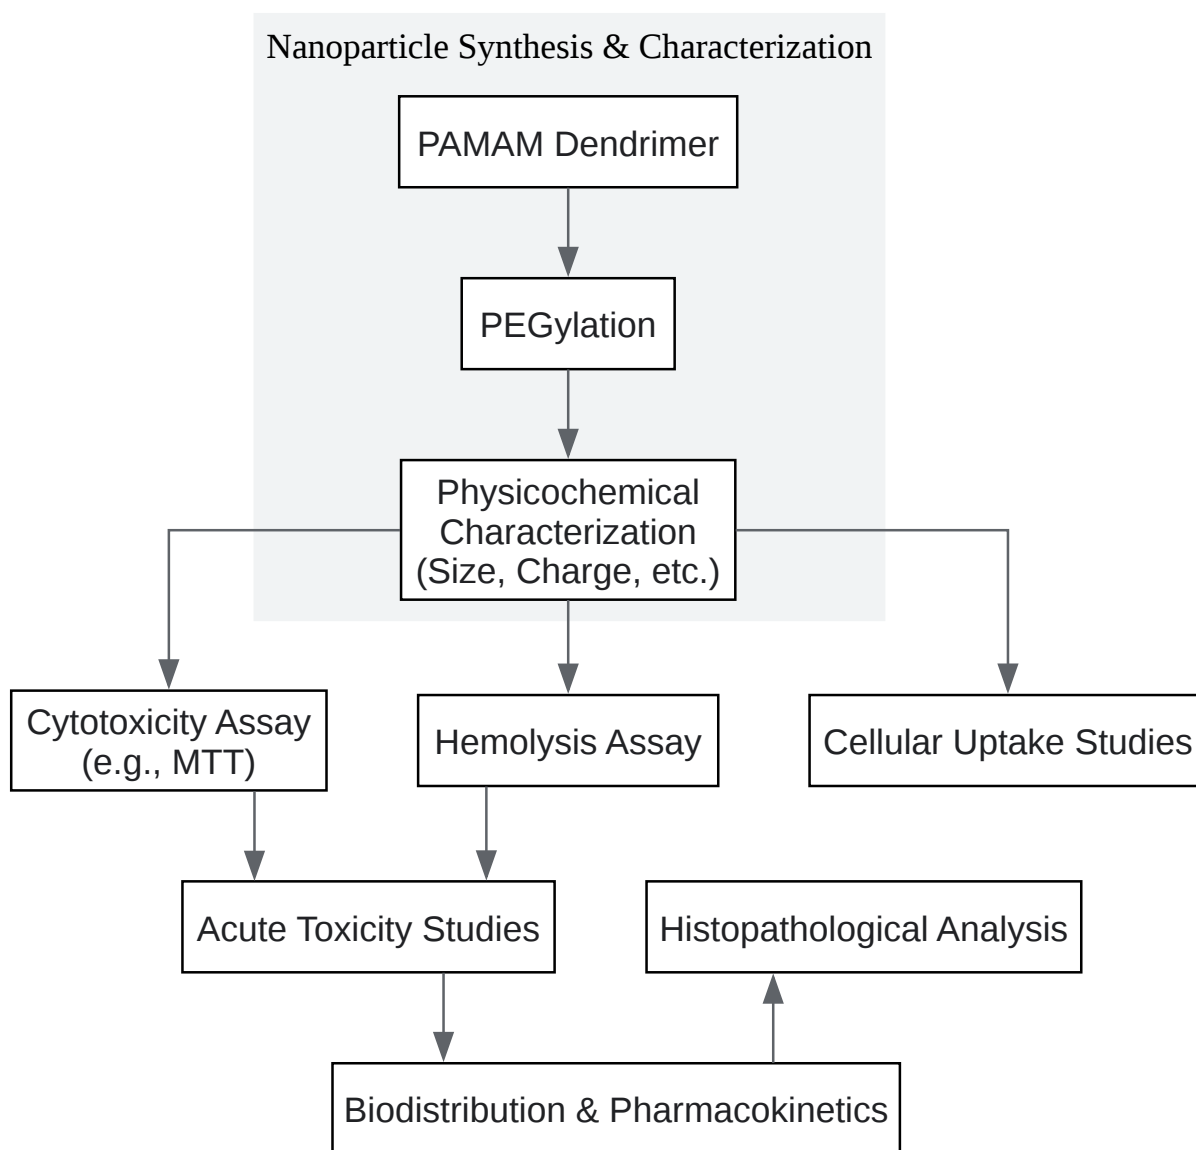 Nanoparticle Synthesis & Characterization
PAMAM Dendrimer
PEGylation
Physicochemical
Characterization
(Size, Charge, etc.)
Cytotoxicity Assay
(e.g., MTT)
Hemolysis Assay
Cellular Uptake Studies
Acute Toxicity Studies
Histopathological Analysis
Biodistribution & Pharmacokinetics